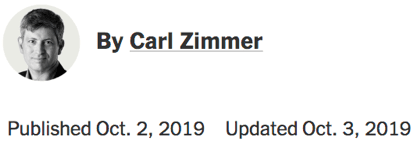 By Carl Zimmer
Published Oct. 2, 2019 Updated Oct. 3, 2019